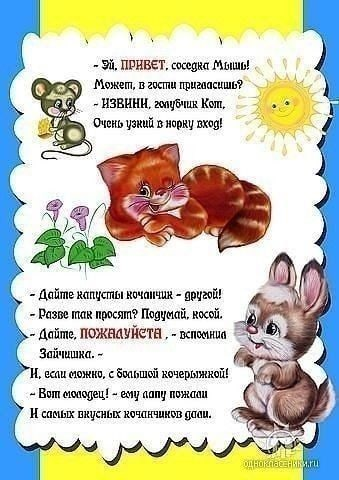 - Эй, ПРИВЕТ, соседка Мышь!
Может, в гости пригласишь?
- ИЗВИНИ, голубчик Кот,
Очень узкий в норку вход!
- Дайте капусты кочанчик - другой!
- Разве так просят? Подумай, косой.
- Дайте, ПОЖАЛУЙСТА , - вспомнил
Зайчишка. -
И, если можно, с большой кочерыжкой!
- Вот молодец! - ему лапу пожали
И самых вкусных кочанчиков дали.
одноклассники.ru